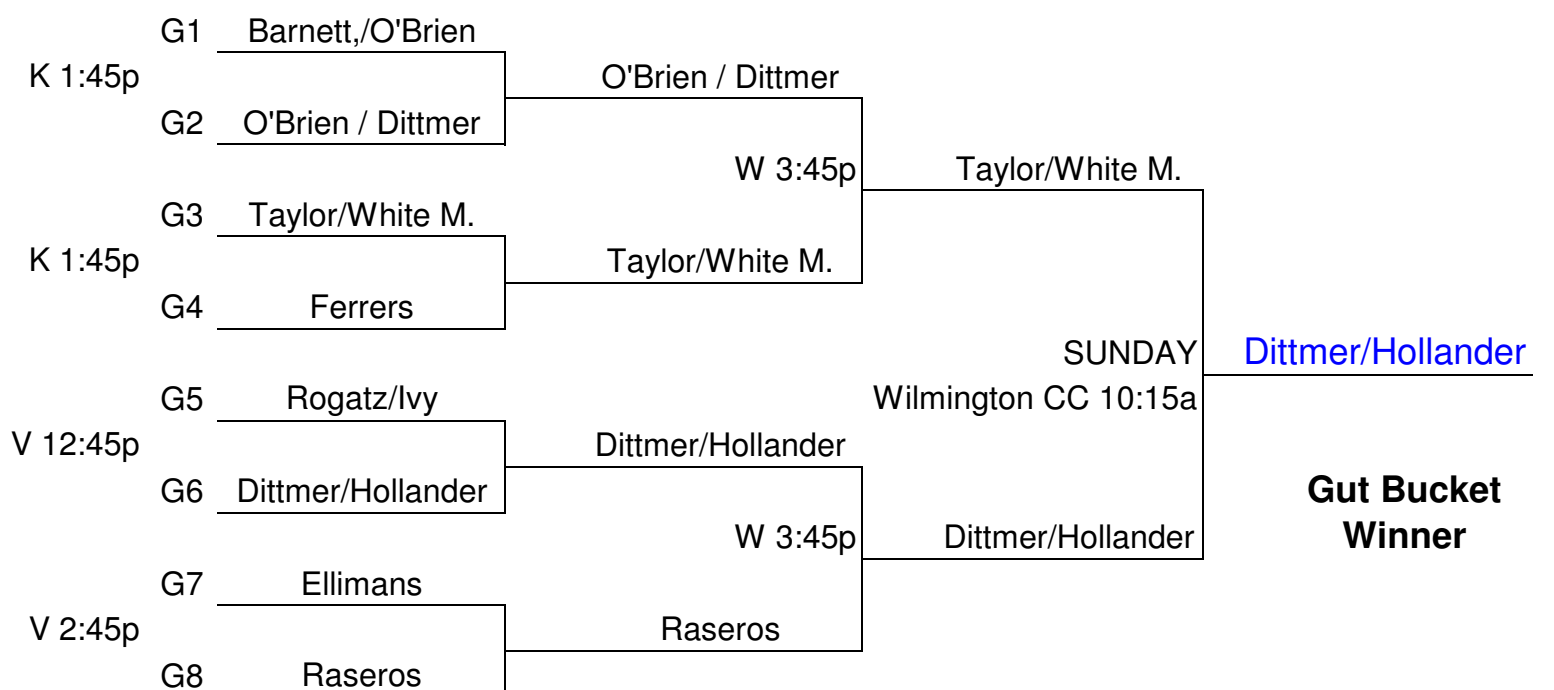 G1 Barnett,/O'Brien
K 1:45p O'Brien / Dittmer
G2 O'Brien / Dittmer
W 3:45p Taylor/White M.
G3 Taylor/White M.
K 1:45p Taylor/White M.
G4 Ferrers
SUNDAY Dittmer/Hollander
G5 Rogatz/Ivy Wilmington CC 10:15a
V 12:45p Dittmer/Hollander
G6 Dittmer/Hollander Gut Bucket
W 3:45p Dittmer/Hollander Winner
G7 Ellimans
V 2:45p Raseros
G8 Raseros